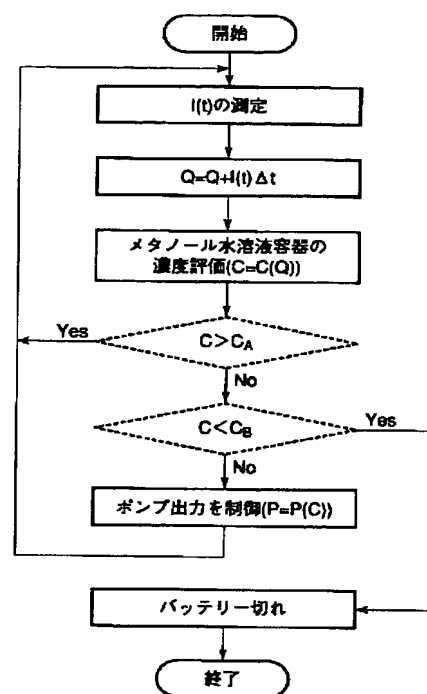 開始
I(t)の測定
Q=Q+I(t)Δt
メタノール水溶液容器の
濃度評価(C=C(Q))
Yes
C>CA
No
C<CB
Yes
No
ポンプ出力を制御(P=P(C))
バッテリー切れ
終了